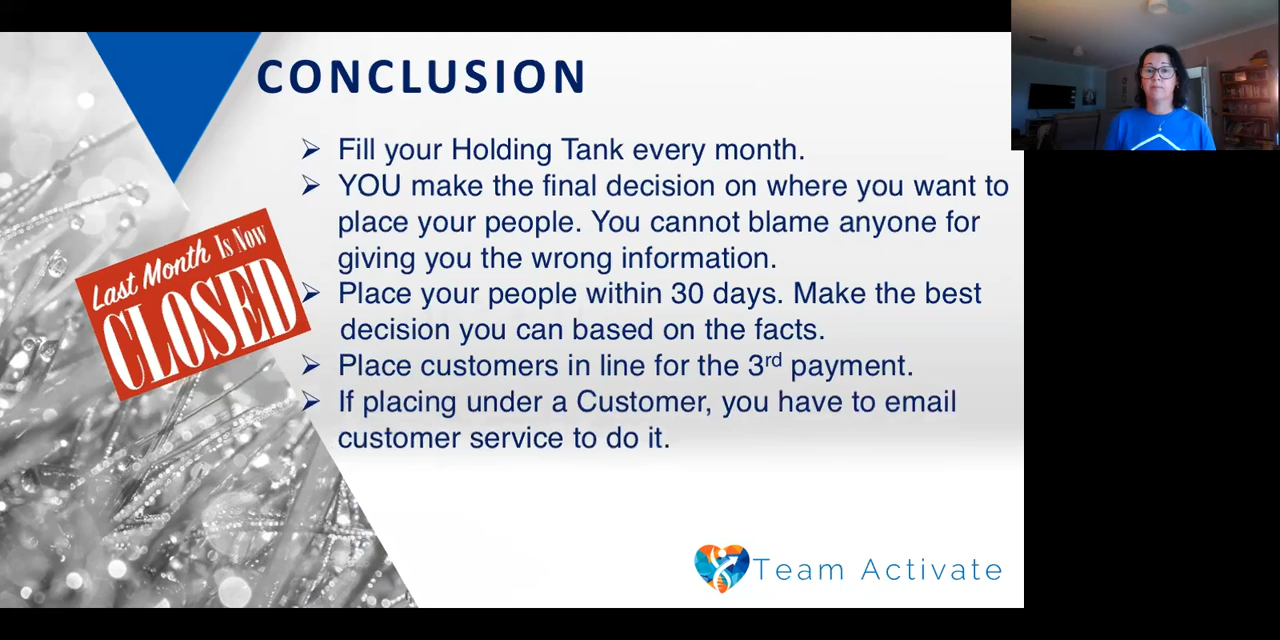 CONCLUSION
➢ Fill your Holding Tank every month.
➢ YOU make the final decision on where you want to
place your people. You cannot blame anyone for
giving you the wrong information.
➢ Place your people within 30 days. Make the best
decision you can based on the facts.
➢ Place customers in line for the 3rd payment.
➢ If placing under a Customer, you have to email
customer service to do it.
Last Month Is Now
CLOSED
Team Activate